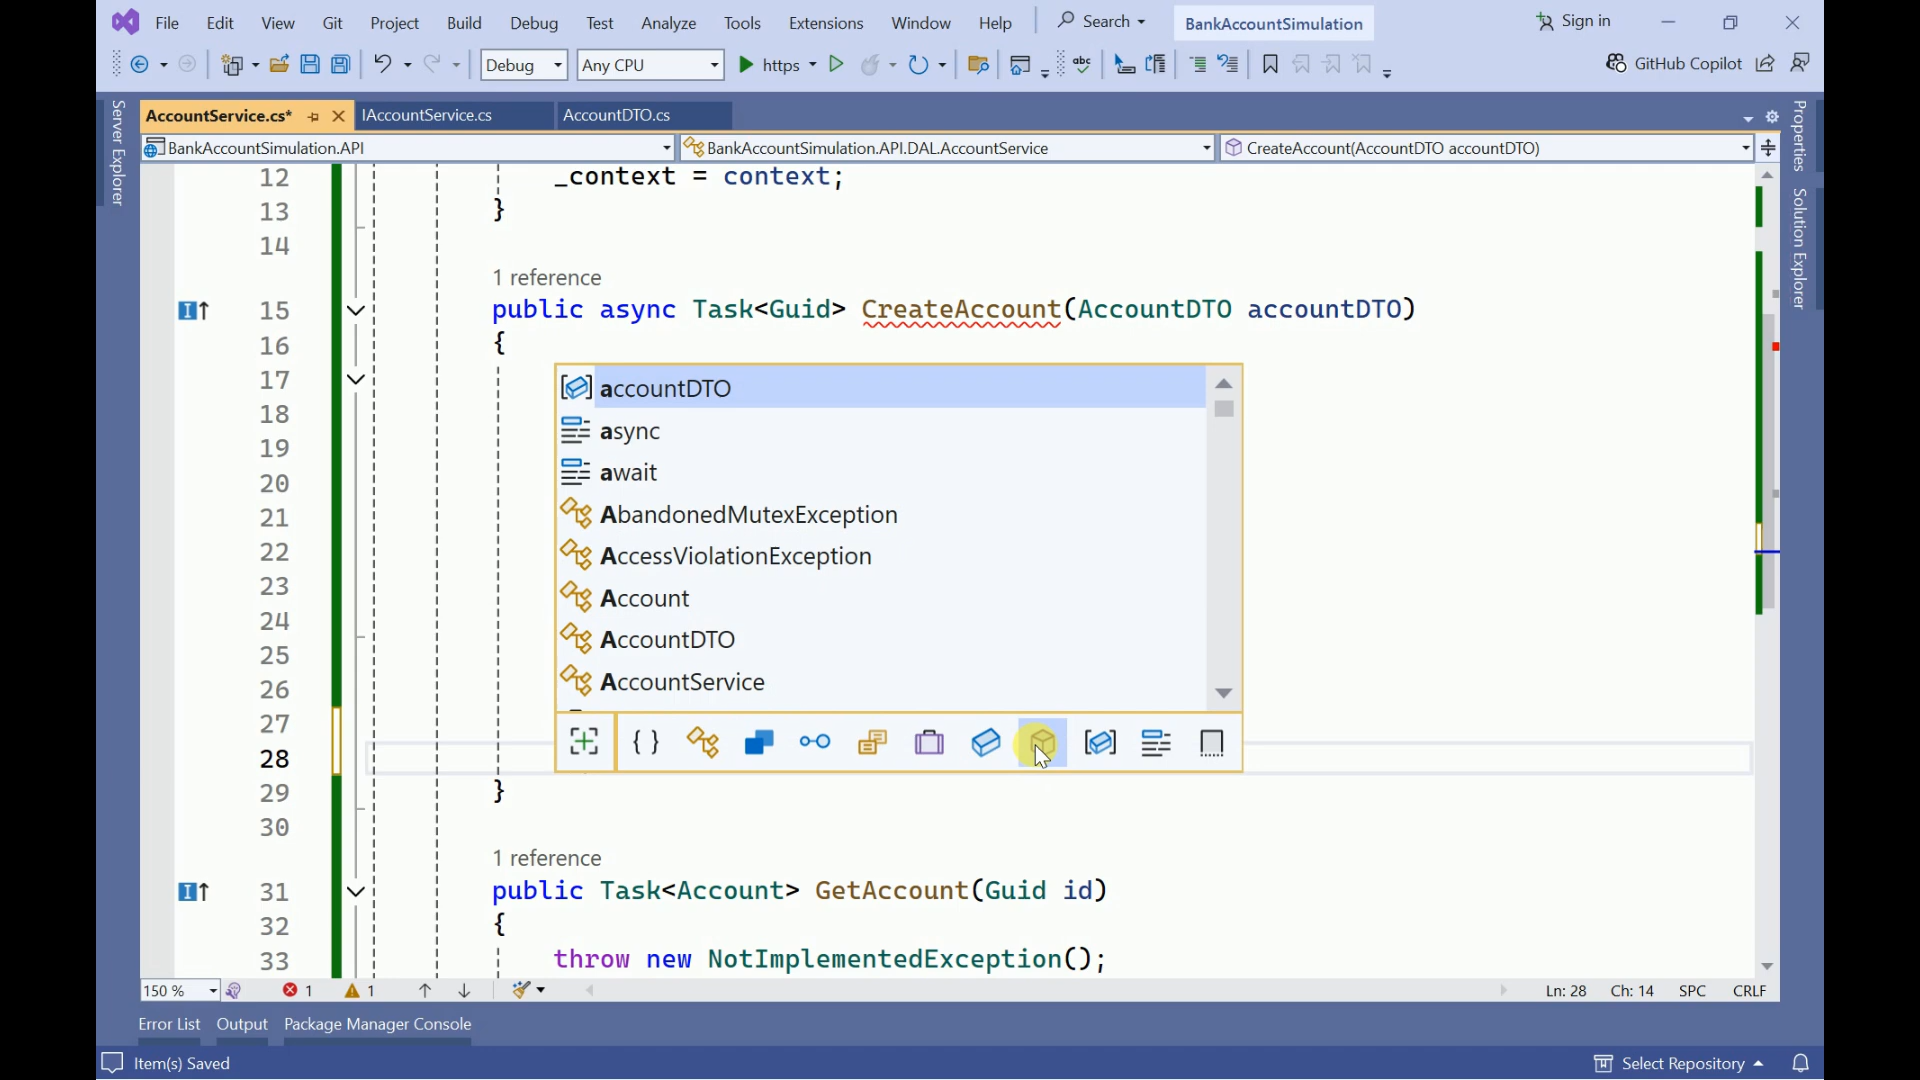 File Edit View Git Project Build Debug Test Analyze Tools Extensions Window Help Search BankAccountSimulation Sign in
Debug Any CPU https abc GitHub Copilot
AccountService.cs* IAccountService.cs AccountDTO.cs
BankAccountSimulation.API BankAccountSimulation.API.DAL.AccountService CreateAccount(AccountDTO accountDTO)
Server Explorer
Properties
Solution Explorer
12 _context = context;
13 }
14
1 reference
15 public async Task<Guid> CreateAccount(AccountDTO accountDTO)
16 {
17 accountDTO
18 async
19 await
20
21 AbandonedMutexException
22 AccessViolationException
23 Account
24 AccountDTO
25
26 AccountService
27
28
29 }
30
1 reference
31 public Task<Account> GetAccount(Guid id)
32 {
33 throw new NotImplementedException();
150 % 1 1 Ln: 28 Ch: 14 SPC CRLF
Error List Output Package Manager Console
Item(s) Saved Select Repository